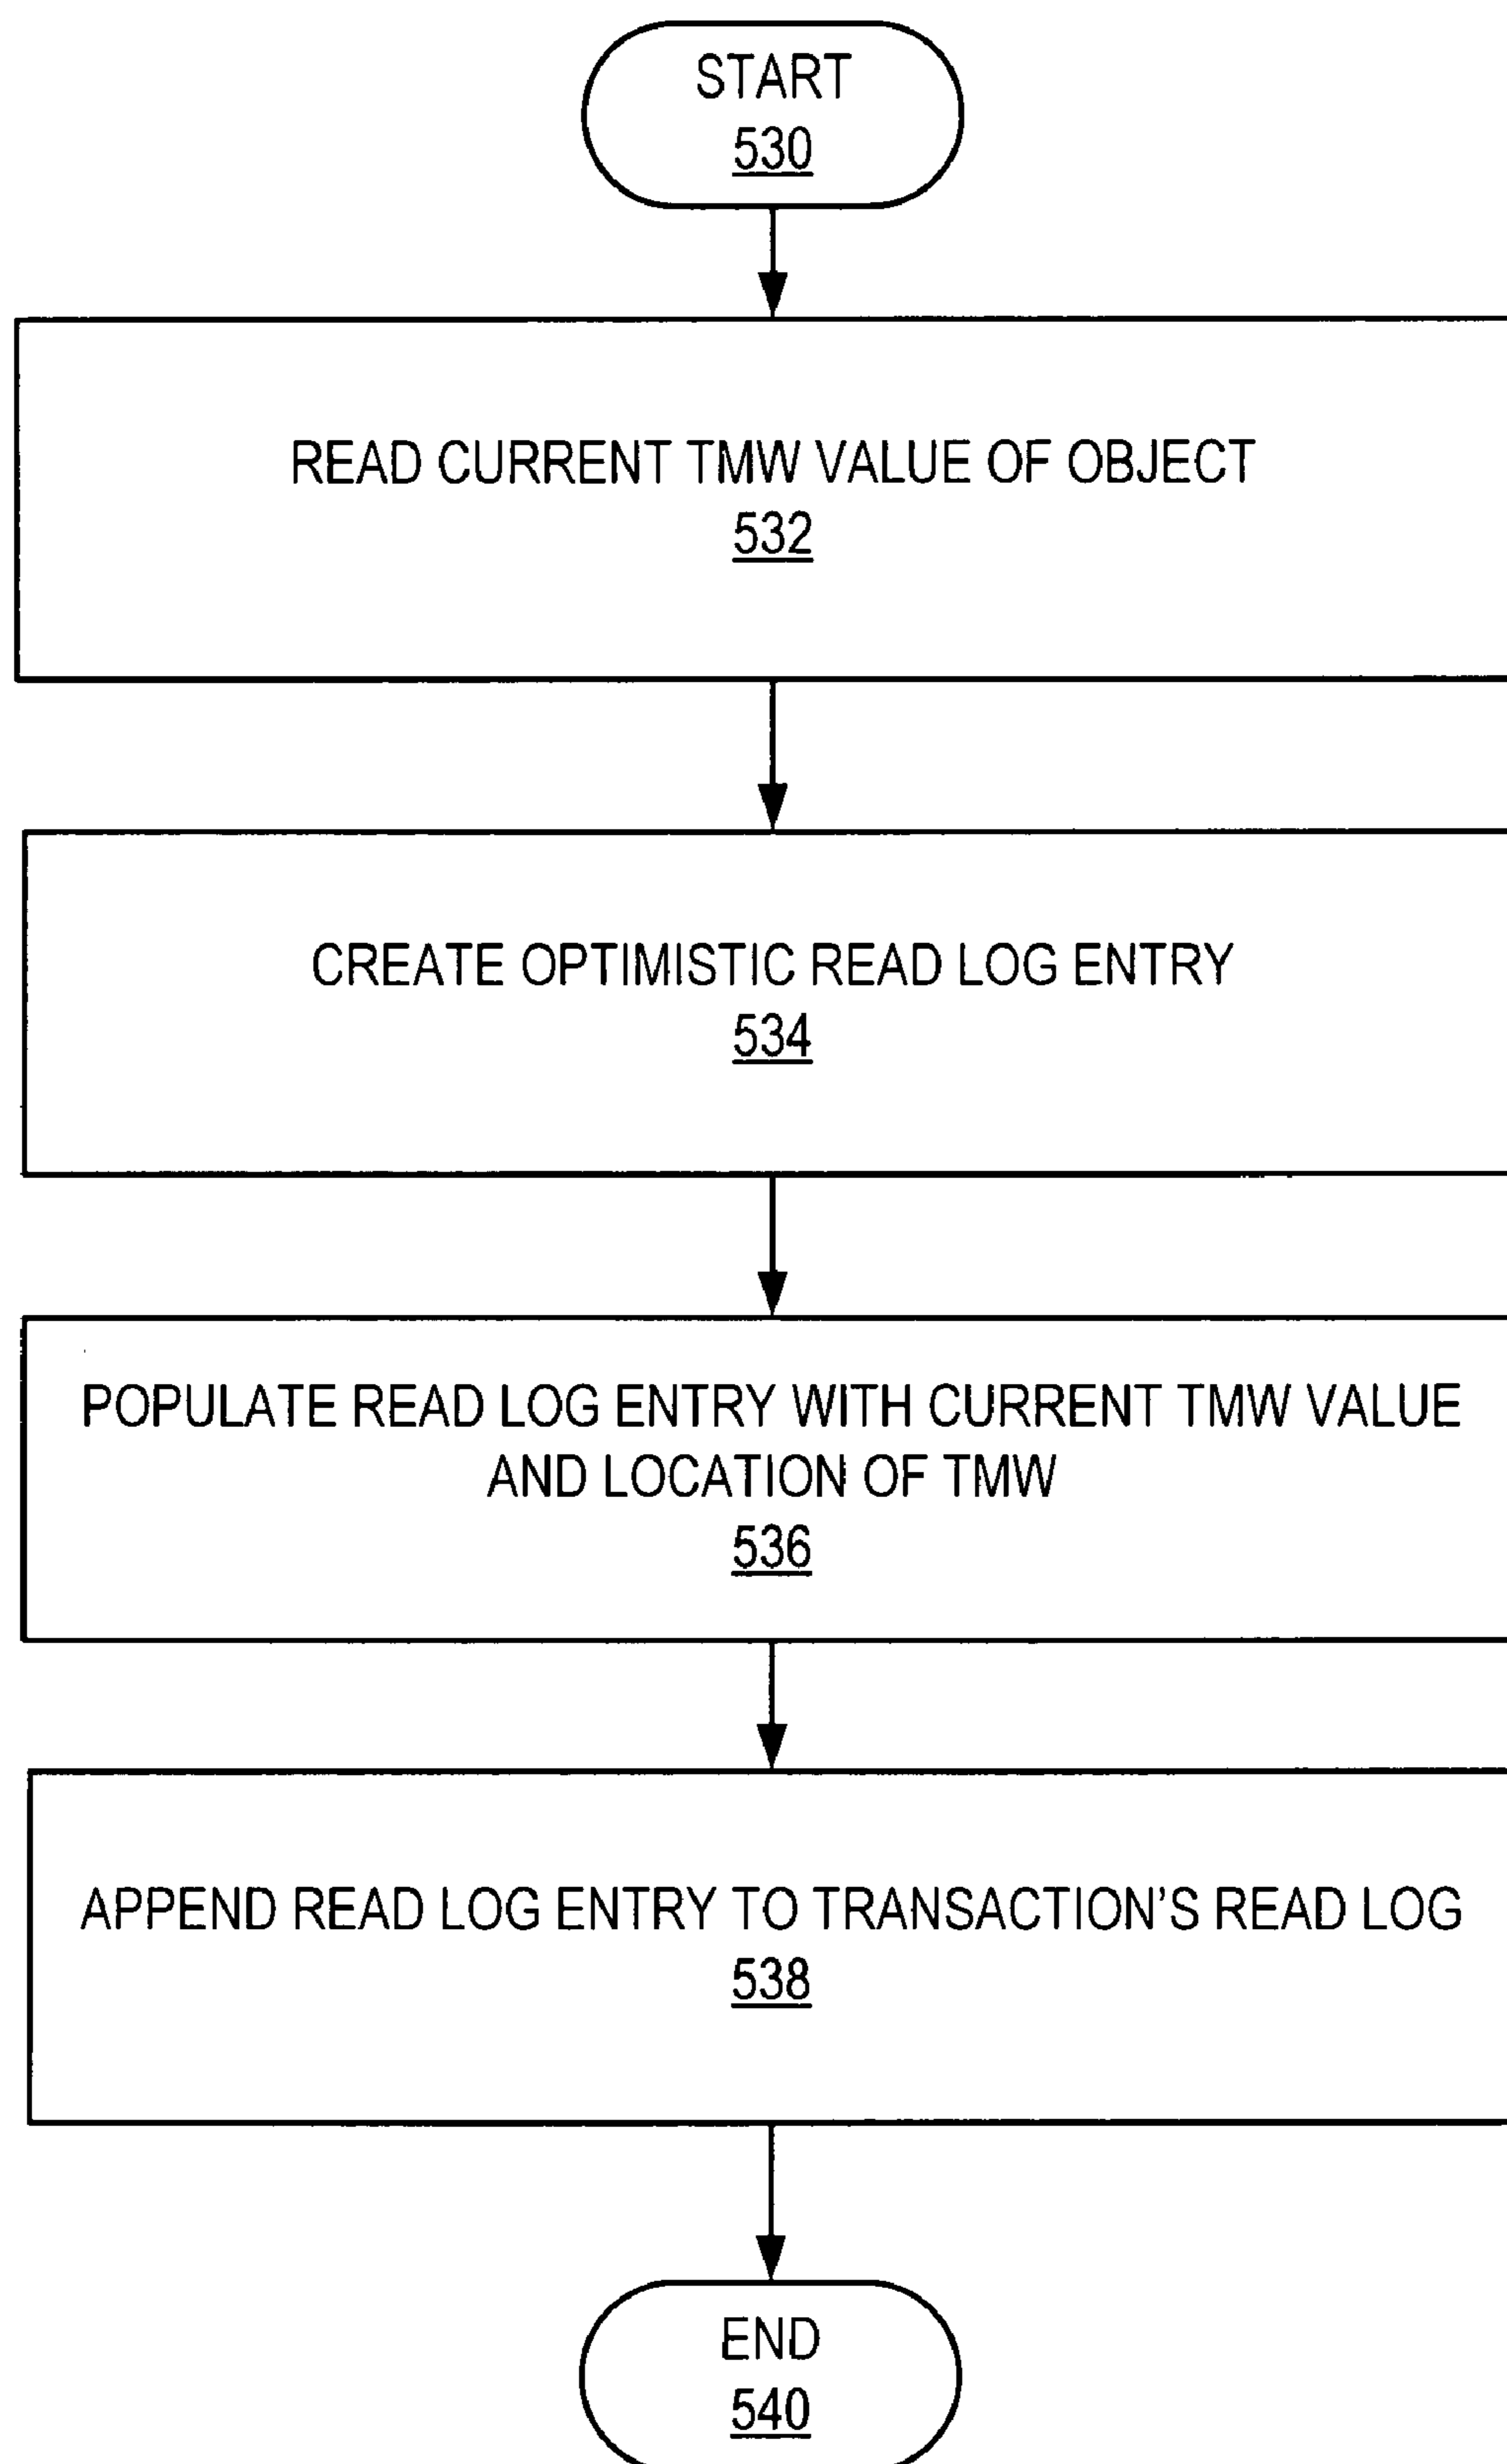 START
530
READ CURRENT TMW VALUE OF OBJECT
532
CREATE OPTIMISTIC READ LOG ENTRY
534
POPULATE READ LOG ENTRY WITH CURRENT TMW VALUE
AND LOCATION OF TMW
536
APPEND READ LOG ENTRY TO TRANSACTION'S READ LOG
538
END
540